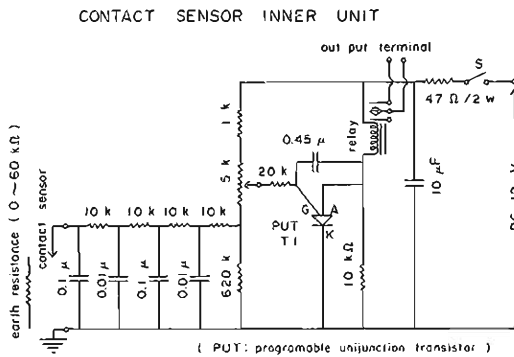 CONTACT SENSOR INNER UNIT
out put terminal
S
47 Ω / 2 W
1 k
relay
0.45 μ
5 k
20 k
10 μF
earth resistance ( 0 ~ 60 kΩ )
contact sensor
10 k 10 k 10 k 10 k
G A
PUT K
T 1
0.1 μ 0.01 μ 0.1 μ 0.01 μ
620 k
10 kΩ
( PUT: programable unijunction transistor )